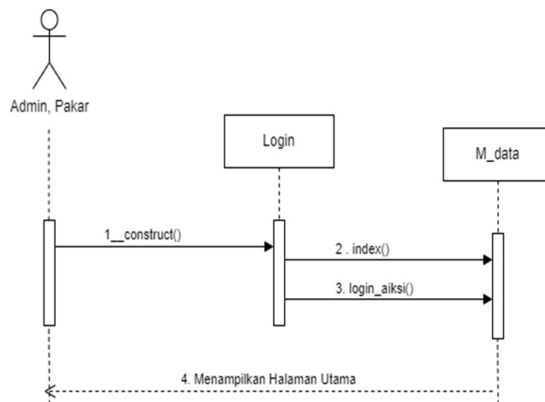 Admin, Pakar
Login
M_data
1__construct()
2 . index()
3. login_aiksi()
4. Menampilkan Halaman Utama